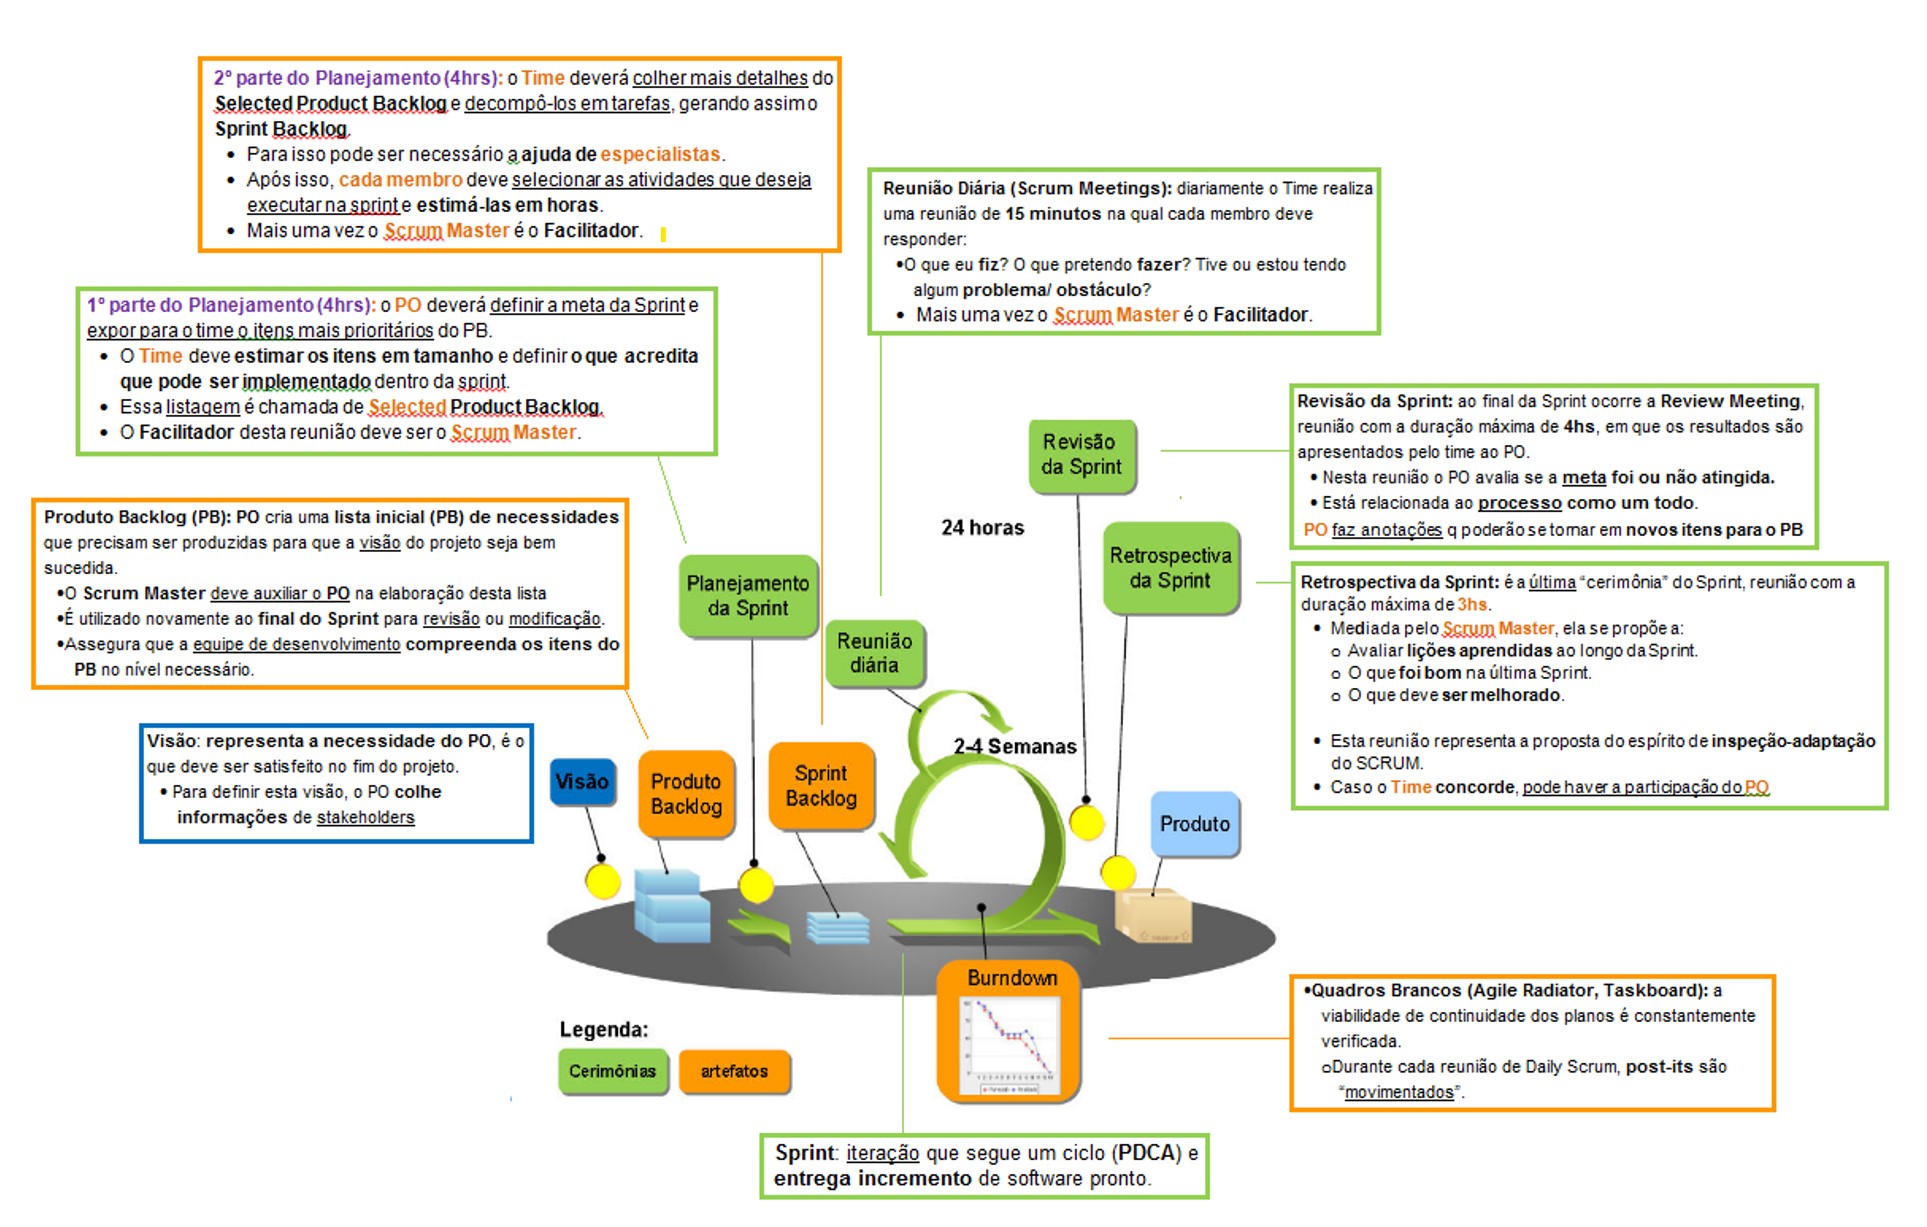 2º parte do Planejamento (4hrs): o Time deverá colher mais detalhes do
Selected Product Backlog e decompô-los em tarefas, gerando assim o
Sprint Backlog.
• Para isso pode ser necessário a ajuda de especialistas.
• Após isso, cada membro deve selecionar as atividades que deseja
executar na sprint e estimá-las em horas.
• Mais uma vez o Scrum Master é o Facilitador.
Reunião Diária (Scrum Meetings): diariamente o Time realiza
uma reunião de 15 minutos na qual cada membro deve
responder:
•O que eu fiz? O que pretendo fazer? Tive ou estou tendo
algum problema/ obstáculo?
• Mais uma vez o Scrum Master é o Facilitador.
1º parte do Planejamento (4hrs): o PO deverá definir a meta da Sprint e
expor para o time o itens mais prioritários do PB.
• O Time deve estimar os itens em tamanho e definir o que acredita
que pode ser implementado dentro da sprint.
• Essa listagem é chamada de Selected Product Backlog.
• O Facilitador desta reunião deve ser o Scrum Master.
Revisão da Sprint: ao final da Sprint ocorre a Review Meeting,
reunião com a duração máxima de 4hs, em que os resultados são
apresentados pelo time ao PO.
• Nesta reunião o PO avalia se a meta foi ou não atingida.
• Está relacionada ao processo como um todo.
PO faz anotações q poderão se tornar em novos itens para o PB
Revisão
da Sprint
24 horas
Produto Backlog (PB): PO cria uma lista inicial (PB) de necessidades
que precisam ser produzidas para que a visão do projeto seja bem
sucedida.
•O Scrum Master deve auxiliar o PO na elaboração desta lista
•É utilizado novamente ao final do Sprint para revisão ou modificação.
•Assegura que a equipe de desenvolvimento compreenda os itens do
PB no nível necessário.
Planejamento
da Sprint
Retrospectiva
da Sprint
Retrospectiva da Sprint: é a última “cerimônia” do Sprint, reunião com a
duração máxima de 3hs.
• Mediada pelo Scrum Master, ela se propõe a:
o Avaliar lições aprendidas ao longo da Sprint.
o O que foi bom na última Sprint.
o O que deve ser melhorado.
• Esta reunião representa a proposta do espírito de inspeção-adaptação
do SCRUM.
• Caso o Time concorde, pode haver a participação do PO
Reunião
diária
2-4 Semanas
Visão: representa a necessidade do PO, é o
que deve ser satisfeito no fim do projeto.
• Para definir esta visão, o PO colhe
informações de stakeholders
Visão
Produto
Backlog
Sprint
Backlog
Produto
Burndown
Legenda:
Cerimônias
artefatos
•Quadros Brancos (Agile Radiator, Taskboard): a
viabilidade de continuidade dos planos é constantemente
verificada.
oDurante cada reunião de Daily Scrum, post-its são
“movimentados”.
Sprint: iteração que segue um ciclo (PDCA) e
entrega incremento de software pronto.